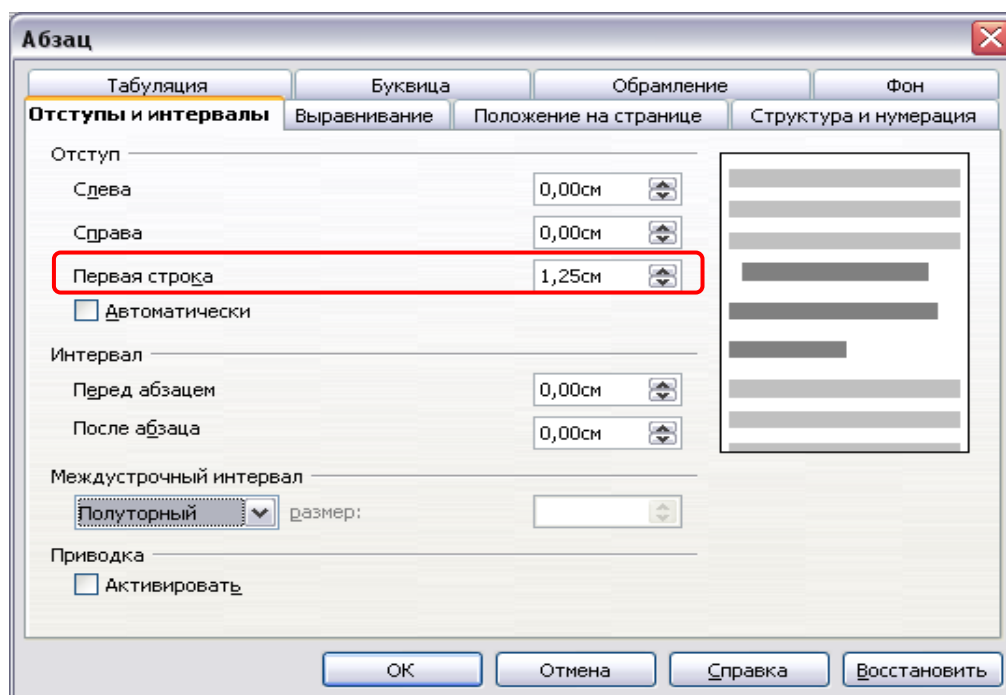 Абзац
Табуляция Буквица Обрамление Фон
Отступы и интервалы Выравнивание Положение на странице Структура и нумерация
Отступ
Слева 0,00см
Справа 0,00см
Первая строка 1,25см
Автоматически
Интервал
Перед абзацем 0,00см
После абзаца 0,00см
Междустрочный интервал
Полуторный размер:
Приводка
Активировать
ОК Отмена Справка Восстановить